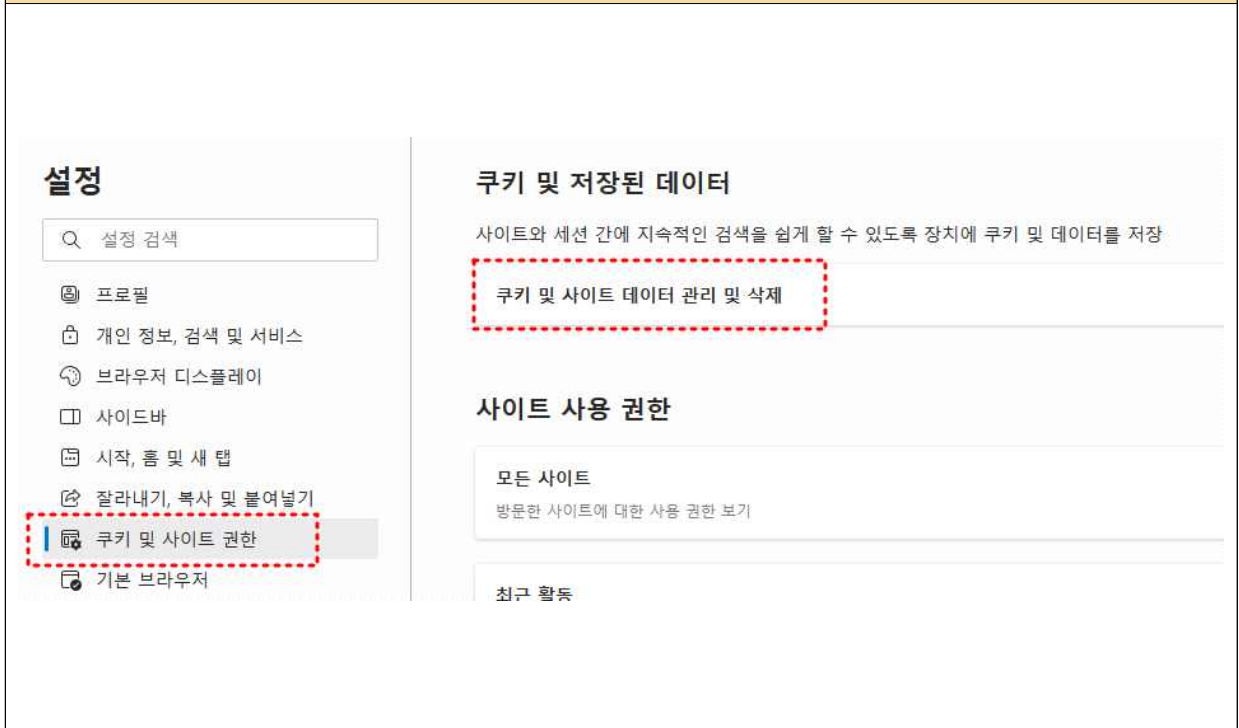 설정
설정 검색
프로필
개인 정보, 검색 및 서비스
브라우저 디스플레이
사이드바
시작, 홈 및 새 탭
잘라내기, 복사 및 붙여넣기
쿠키 및 사이트 권한
기본 브라우저
쿠키 및 저장된 데이터
사이트와 세션 간에 지속적인 검색을 쉽게 할 수 있도록 장치에 쿠키 및 데이터를 저장
쿠키 및 사이트 데이터 관리 및 삭제
사이트 사용 권한
모든 사이트
방문한 사이트에 대한 사용 권한 보기
최근 활동